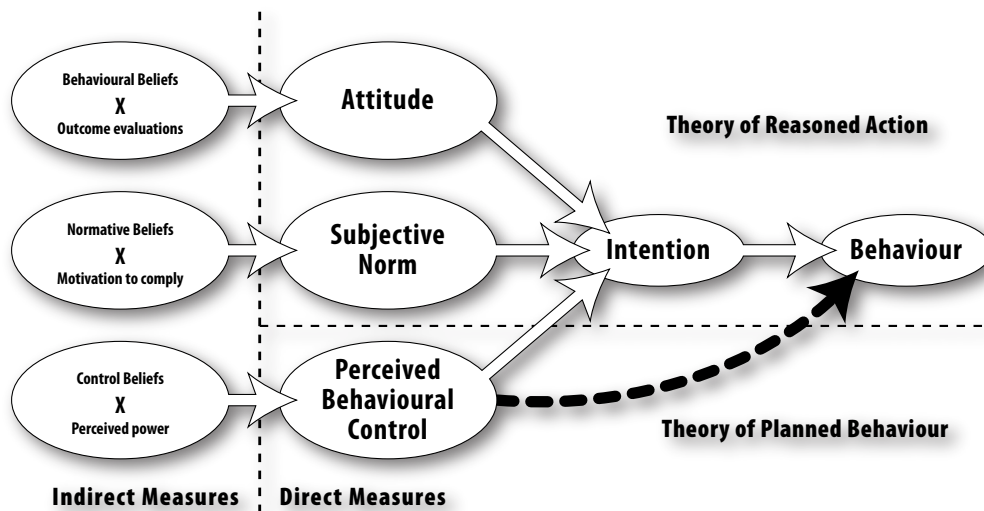 Behavioural Beliefs
X
Outcome evaluations
Attitude
Theory of Reasoned Action
Normative Beliefs
X
Motivation to comply
Subjective
Norm
Intention
Behaviour
Control Beliefs
X
Perceived power
Perceived
Behavioural
Control
Theory of Planned Behaviour
Indirect Measures
Direct Measures